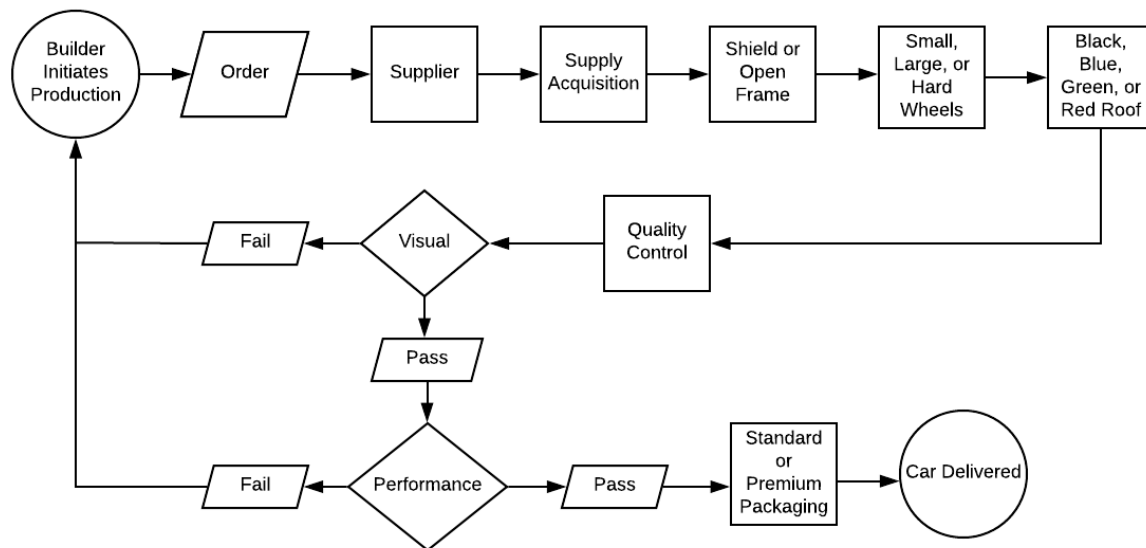 Builder
Initiates
Production
Order
Supplier
Supply
Acquisition
Shield or
Open
Frame
Small,
Large, or
Hard
Wheels
Black,
Blue,
Green, or
Red Roof
Quality
Control
Visual
Fail
Pass
Performance
Fail
Pass
Standard
or
Premium
Packaging
Car Delivered